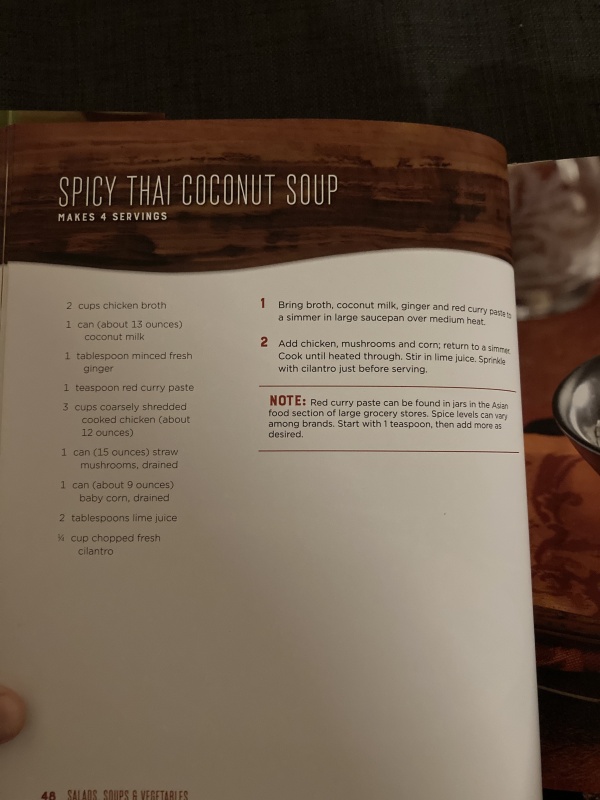 SPICY THAI COCONUT SOUP
MAKES 4 SERVINGS
2 cups chicken broth
1 can (about 13 ounces)
coconut milk
1 tablespoon minced fresh
ginger
1 teaspoon red curry paste
3 cups coarsely shredded
cooked chicken (about
12 ounces)
1 can (15 ounces) straw
mushrooms, drained
1 can (about 9 ounces)
baby corn, drained
2 tablespoons lime juice
¼ cup chopped fresh
cilantro
1 Bring broth, coconut milk, ginger and red curry paste to
a simmer in large saucepan over medium heat.
2 Add chicken, mushrooms and corn; return to a simmer.
Cook until heated through. Stir in lime juice. Sprinkle
with cilantro just before serving.
NOTE: Red curry paste can be found in jars in the Asian
food section of large grocery stores. Spice levels can vary
among brands. Start with 1 teaspoon, then add more as
desired.
48 SALADS, SOUPS & VEGETABLES